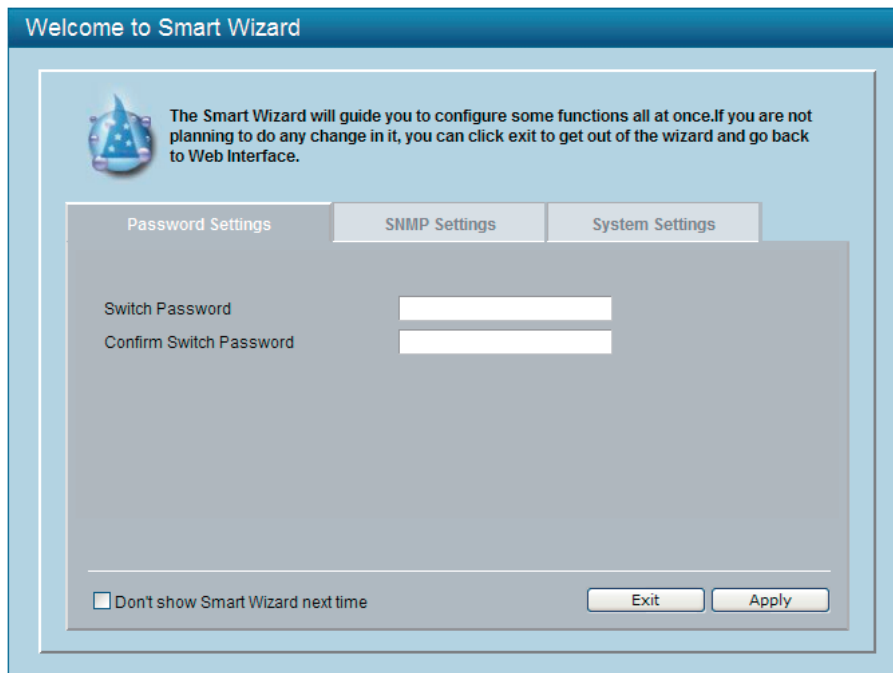 Welcome to Smart Wizard
The Smart Wizard will guide you to configure some functions all at once.If you are not
planning to do any change in it, you can click exit to get out of the wizard and go back
to Web Interface.
Password Settings
SNMP Settings
System Settings
Switch Password
Confirm Switch Password
Don't show Smart Wizard next time
Exit
Apply